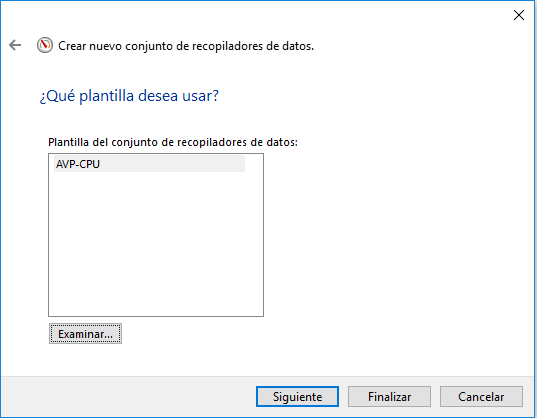 Crear nuevo conjunto de recopiladores de datos.
¿Qué plantilla desea usar?
Plantilla del conjunto de recopiladores de datos:
AVP-CPU
Examinar...
Siguiente
Finalizar
Cancelar